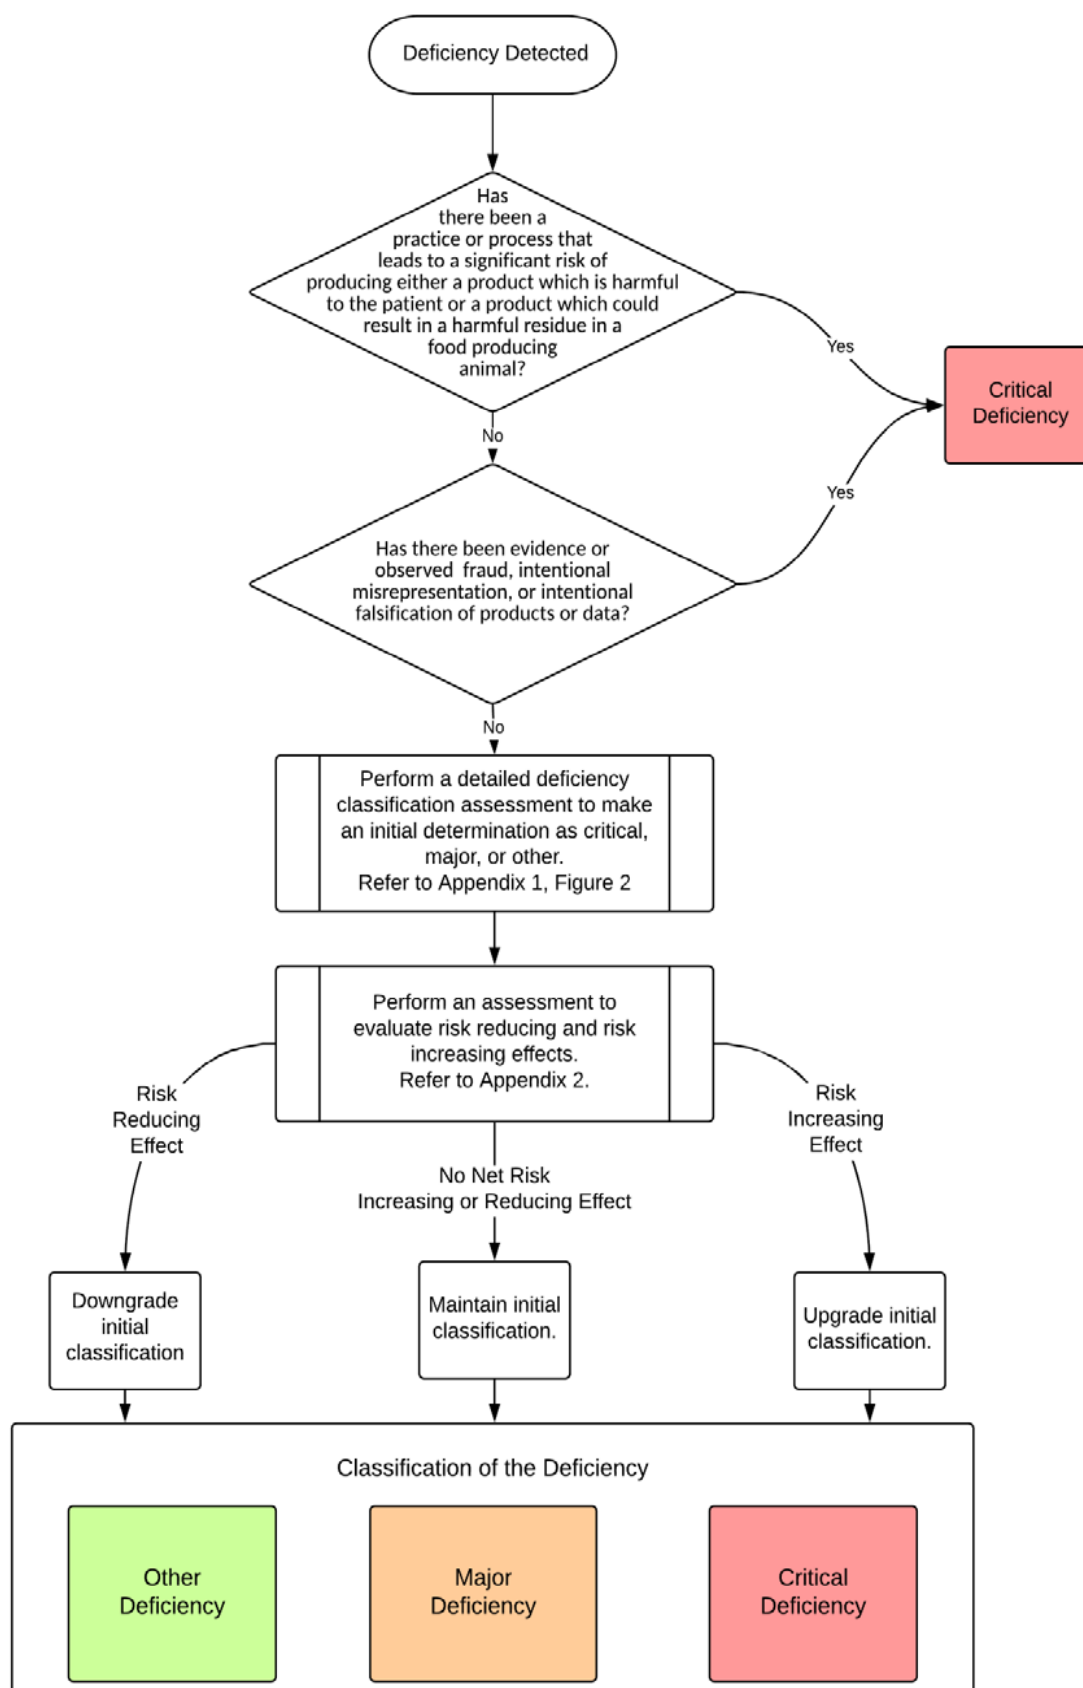 Deficiency Detected
Has
there been a
practice or process that
leads to a significant risk of
producing either a product which is harmful
to the patient or a product which could
result in a harmful residue in a
food producing
animal?
Yes
Critical
Deficiency
No
Yes
Has there been evidence or
observed fraud, intentional
misrepresentation, or intentional
falsification of products or data?
No
Perform a detailed deficiency
classification assessment to make
an initial determination as critical,
major, or other.
Refer to Appendix 1, Figure 2
Perform an assessment to
evaluate risk reducing and risk
increasing effects.
Refer to Appendix 2.
Risk
Reducing
Effect
No Net Risk
Increasing or Reducing Effect
Risk
Increasing
Effect
Downgrade
initial
classification
Maintain initial
classification.
Upgrade initial
classification.
Classification of the Deficiency
Other
Deficiency
Major
Deficiency
Critical
Deficiency